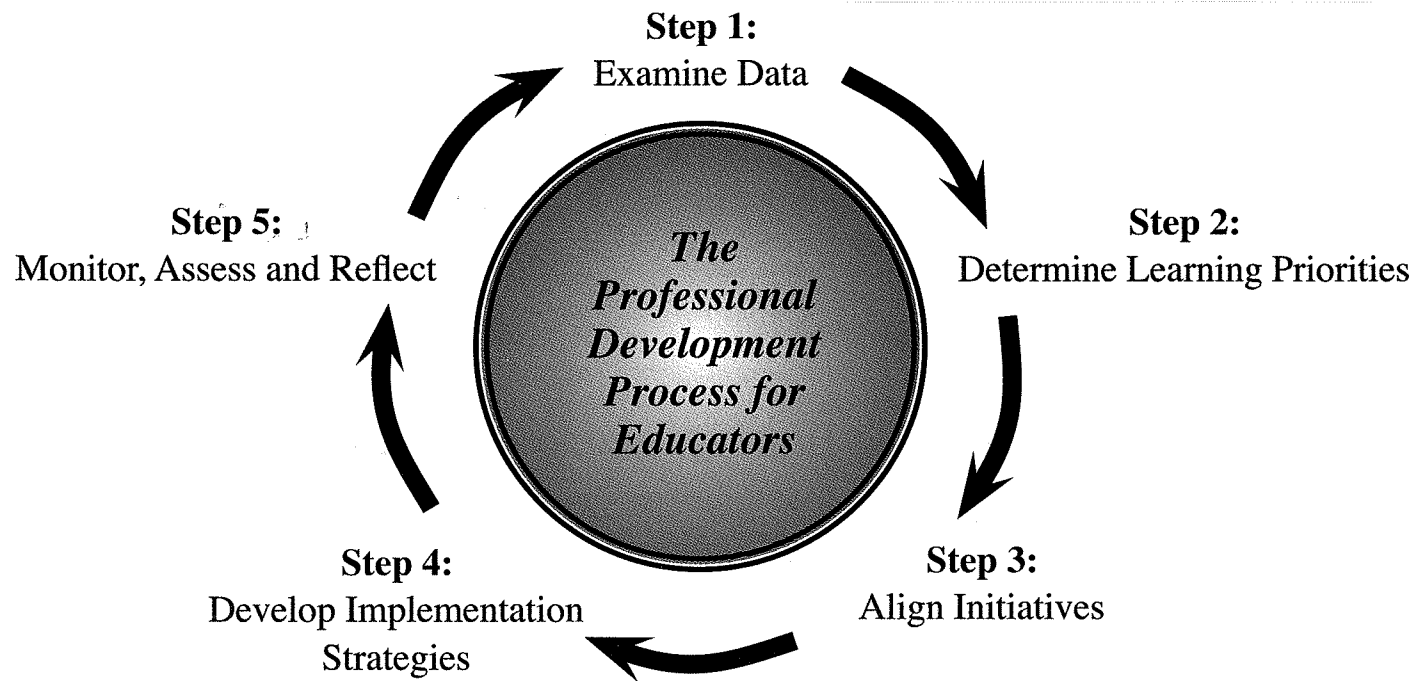 Step 1:
Examine Data
Step 2:
Determine Learning Priorities
Step 3:
Align Initiatives
Step 4:
Develop Implementation
Strategies
Step 5:
Monitor, Assess and Reflect
The
Professional
Development
Process for
Educators